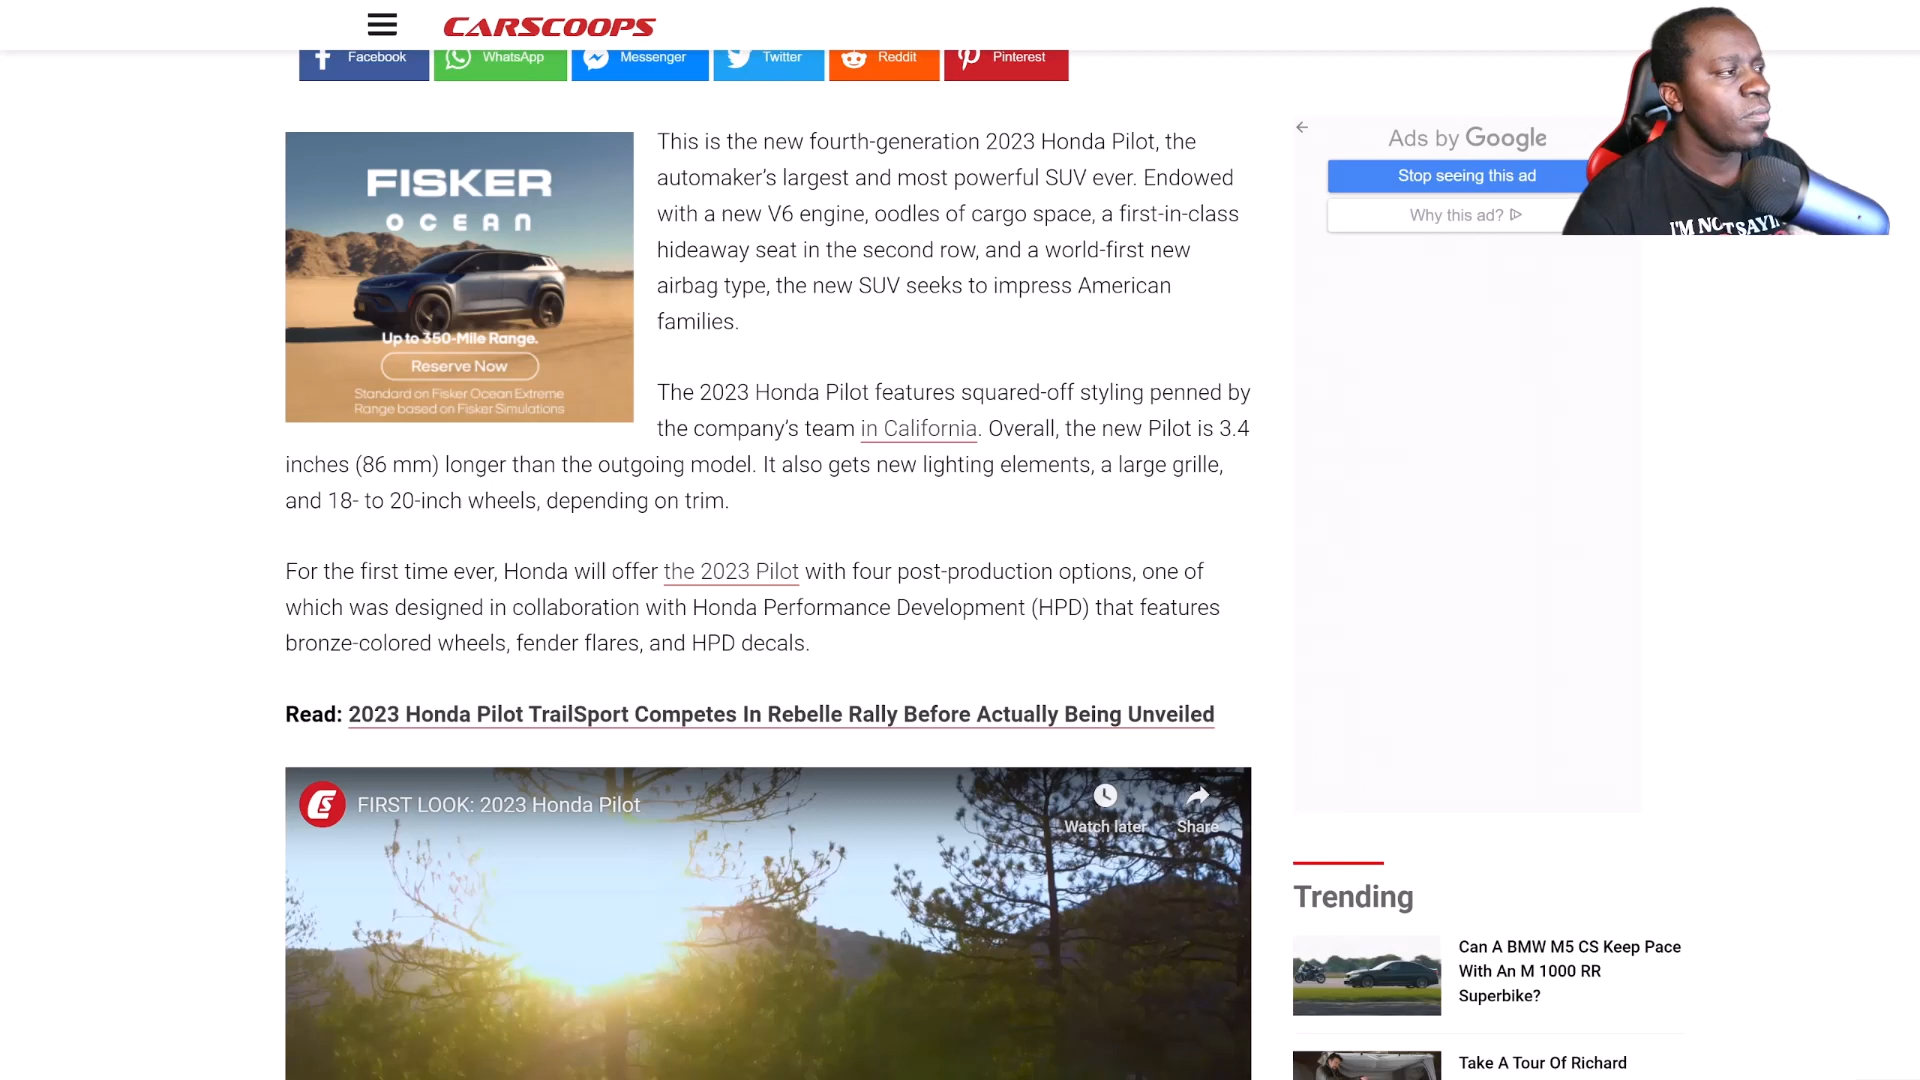 CARSCOOPS
Facebook
WhatsApp
Messenger
Twitter
Reddit
Pinterest
FISKER
OCEAN
Up to 350-Mile Range.
Reserve Now
Standard on Fisker Ocean Extreme
Range based on Fisker Simulations
This is the new fourth-generation 2023 Honda Pilot, the
automaker’s largest and most powerful SUV ever. Endowed
with a new V6 engine, oodles of cargo space, a first-in-class
hideaway seat in the second row, and a world-first new
airbag type, the new SUV seeks to impress American
families.
The 2023 Honda Pilot features squared-off styling penned by
the company’s team in California. Overall, the new Pilot is 3.4
inches (86 mm) longer than the outgoing model. It also gets new lighting elements, a large grille,
and 18- to 20-inch wheels, depending on trim.
For the first time ever, Honda will offer the 2023 Pilot with four post-production options, one of
which was designed in collaboration with Honda Performance Development (HPD) that features
bronze-colored wheels, fender flares, and HPD decals.
Read: 2023 Honda Pilot TrailSport Competes In Rebelle Rally Before Actually Being Unveiled
FIRST LOOK: 2023 Honda Pilot
Watch later
Share
Ads by Google
Stop seeing this ad
Why this ad?
I'M NOT SAYIN
Trending
Can A BMW M5 CS Keep Pace
With An M 1000 RR
Superbike?
Take A Tour Of Richard